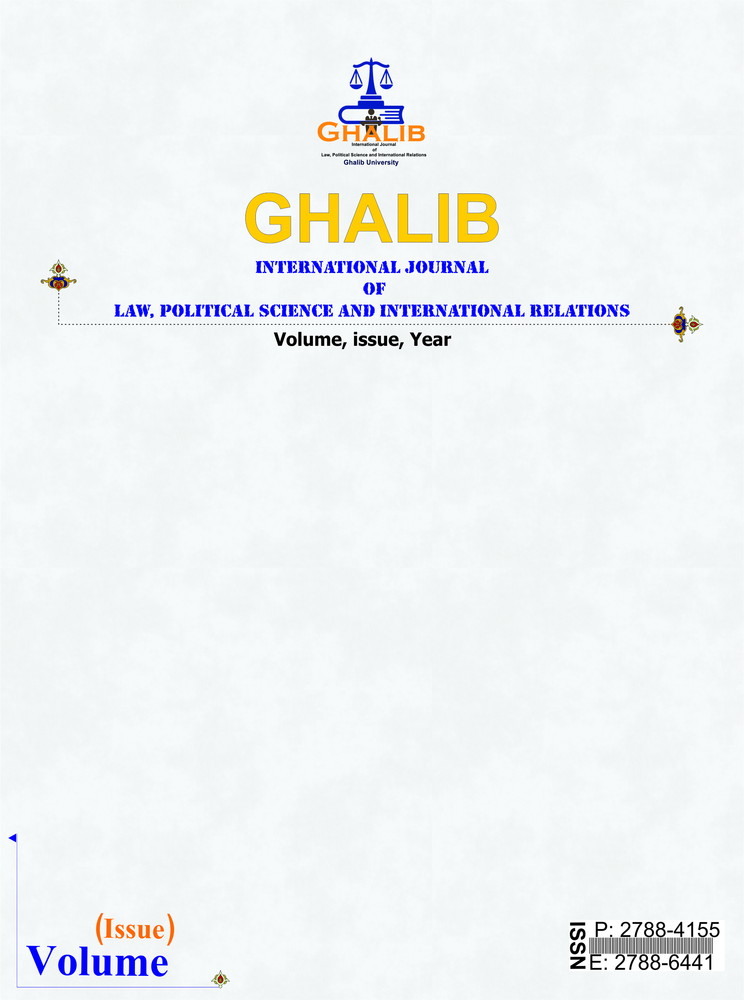 GHALIB
International Journal
of
Law, Political Science and International Relations
Ghalib University
GHALIB
INTERNATIONAL JOURNAL
OF
LAW, POLITICAL SCIENCE AND INTERNATIONAL RELATIONS
Volume, issue, Year
(Issue)
Volume
ISSN
P: 2788-4155
E: 2788-6441